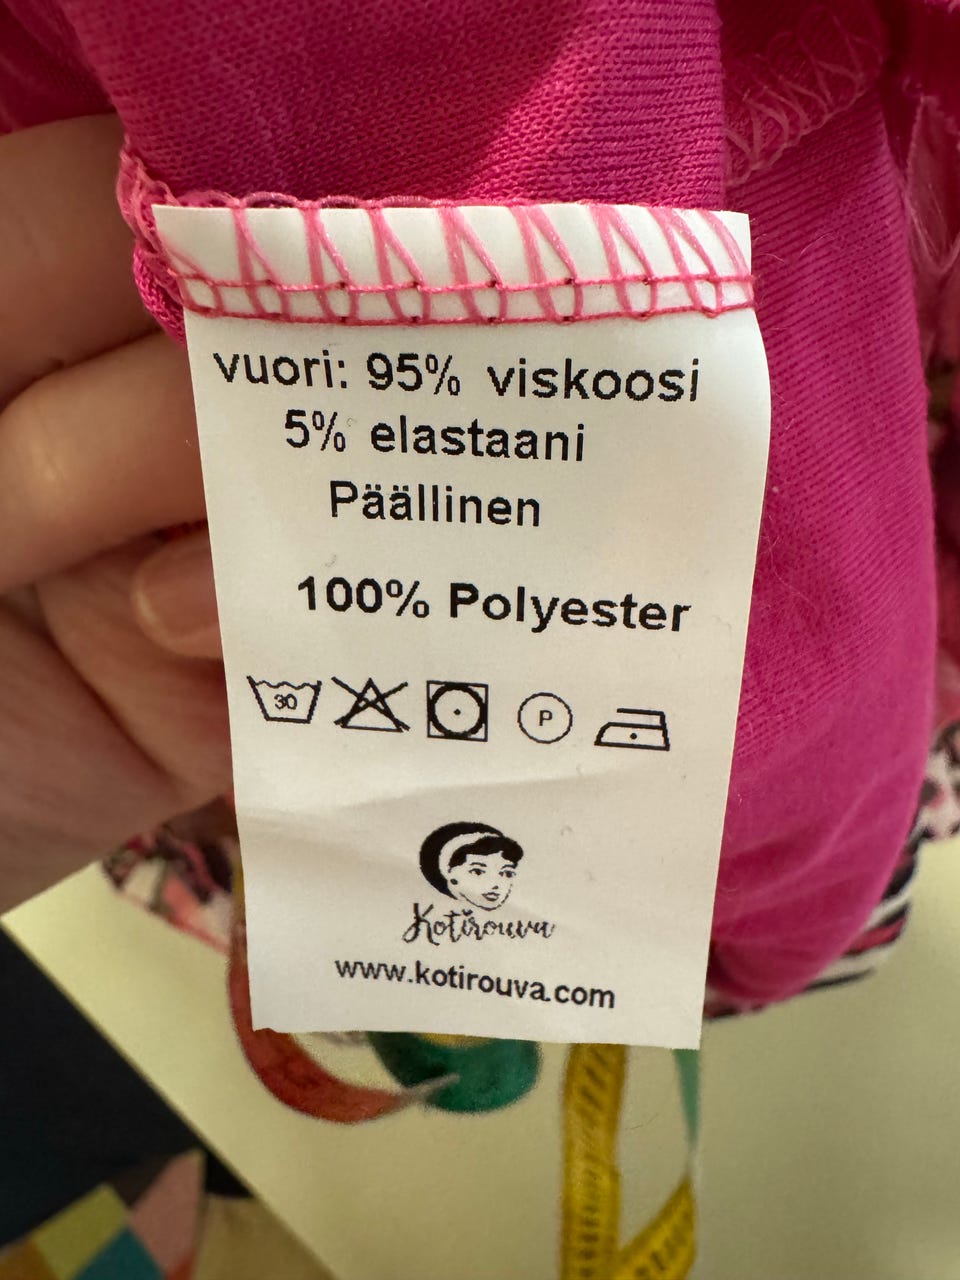 vuori: 95% viskoosi
5% elastaani
Päällinen
100% Polyester
30 P
Kotirouva
www.kotirouva.com